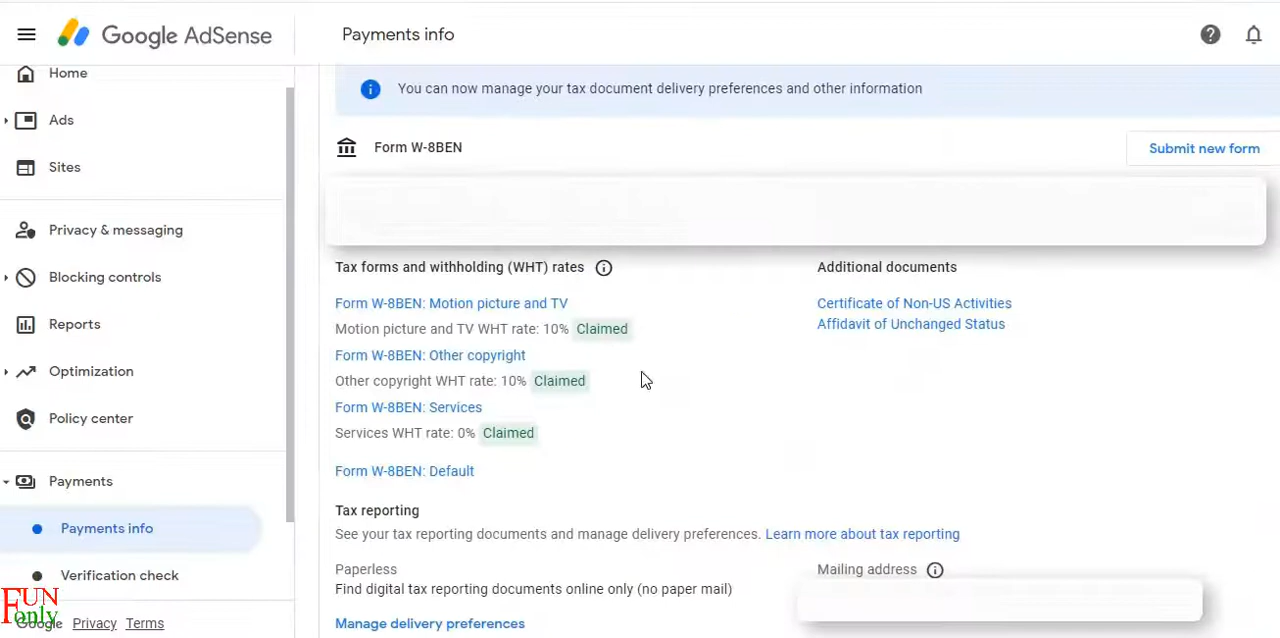 Google AdSense
Payments info
Home
Ads
Sites
Privacy & messaging
Blocking controls
Reports
Optimization
Policy center
Payments
Payments info
Verification check
Google Privacy Terms
FUN
only
You can now manage your tax document delivery preferences and other information
Form W-8BEN
Submit new form
Tax forms and withholding (WHT) rates
Form W-8BEN: Motion picture and TV
Motion picture and TV WHT rate: 10% Claimed
Form W-8BEN: Other copyright
Other copyright WHT rate: 10% Claimed
Form W-8BEN: Services
Services WHT rate: 0% Claimed
Form W-8BEN: Default
Additional documents
Certificate of Non-US Activities
Affidavit of Unchanged Status
Tax reporting
See your tax reporting documents and manage delivery preferences. Learn more about tax reporting
Paperless
Find digital tax reporting documents online only (no paper mail)
Manage delivery preferences
Mailing address